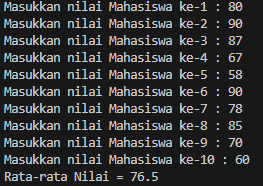 Masukkan nilai Mahasiswa ke-1 : 80
Masukkan nilai Mahasiswa ke-2 : 90
Masukkan nilai Mahasiswa ke-3 : 87
Masukkan nilai Mahasiswa ke-4 : 67
Masukkan nilai Mahasiswa ke-5 : 58
Masukkan nilai Mahasiswa ke-6 : 90
Masukkan nilai Mahasiswa ke-7 : 78
Masukkan nilai Mahasiswa ke-8 : 85
Masukkan nilai Mahasiswa ke-9 : 70
Masukkan nilai Mahasiswa ke-10 : 60
Rata-rata Nilai = 76.5